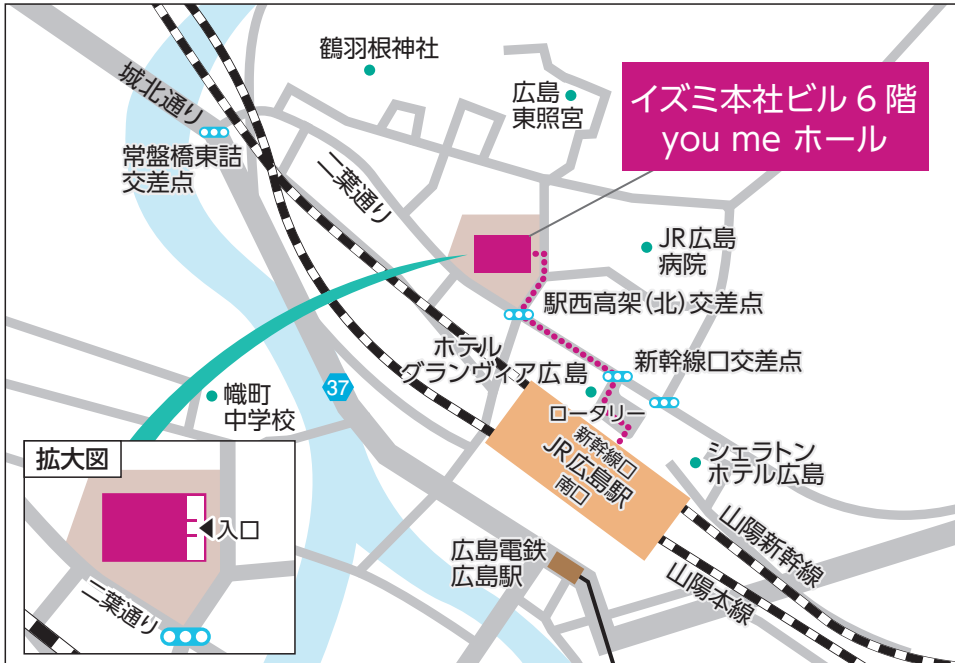 鶴羽根神社
城北通り
広島
東照宮
イズミ本社ビル 6 階
you me ホール
常盤橋東詰
交差点
二葉通り
JR広島
病院
駅西高架(北)交差点
ホテル
グランヴィア広島
新幹線口交差点
37
幟町
中学校
ロータリー
新幹線口
JR広島駅
南口
シェラトン
ホテル広島
拡大図
入口
二葉通り
広島電鉄
広島駅
山陽新幹線
山陽本線